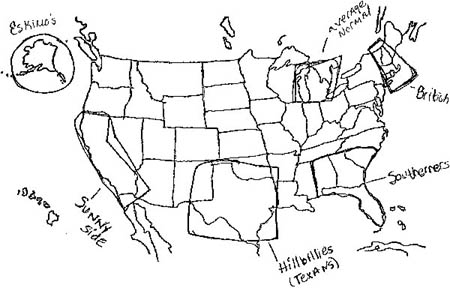 ESKIMO'S
AVERAGE
NORMAL
British
Southerners
SUNNY
Side
Hillbillies
(TEXANS)